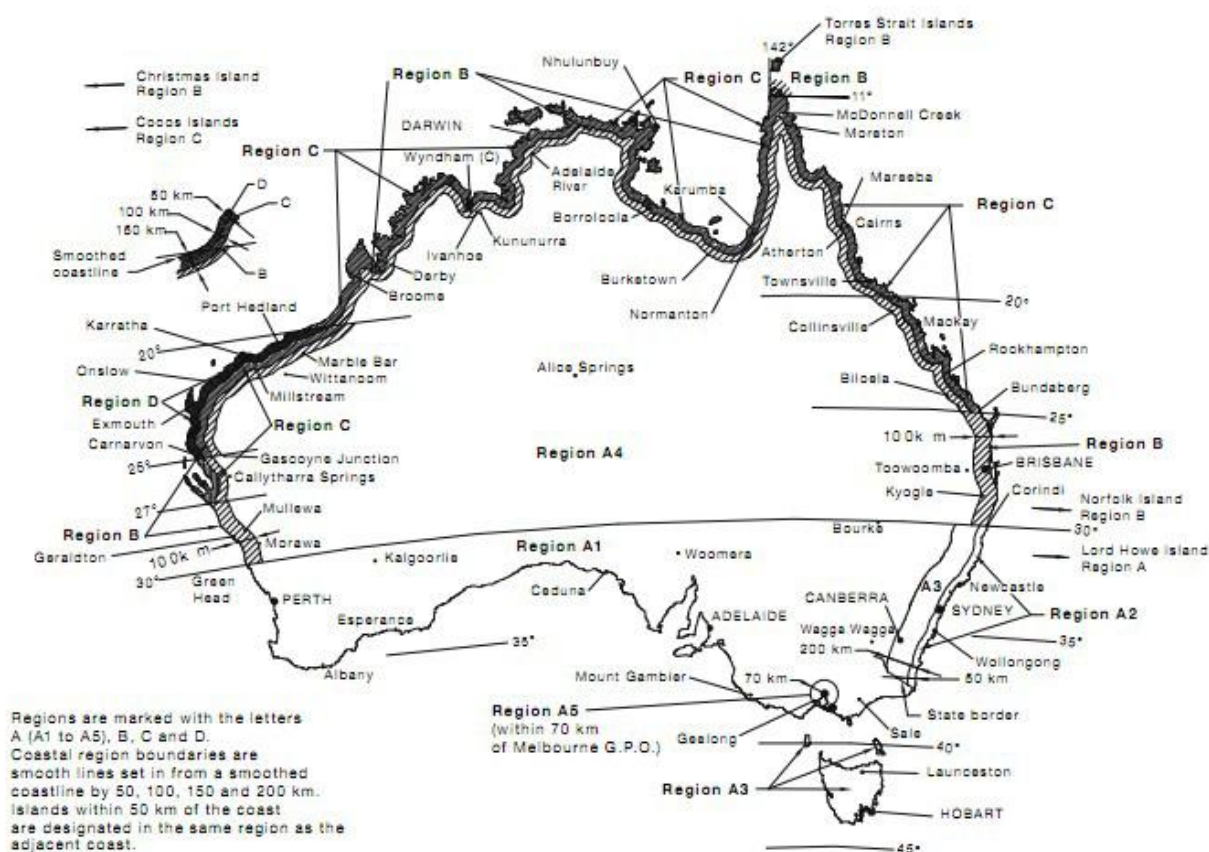 Torres Strait Islands
Region B
142°
Nhulunbuy
Christmas Island
Region B
Region B
Region C
Region B
11°
McDonnell Creek
Moreton
Cocos Islands
Region C
DARWIN
Region C
Wyndham (C)
Adelaide
River
Mareeba
D
50 km
C
100 km
150 km
Karumba
Region C
Borroloola
Cairns
Smoothed
coastline
B
Ivanhoe
Kununurra
Atherton
Derby
Burketown
Townsville
Broome
Port Hedland
Normanton
20°
Collinsville
Mackay
Karratha
20°
Marble Bar
Rookhampton
Onslow
Wittanoom
Alice Springs
Biloela
Millstream
Bundaberg
Region D
Exmouth
25°
Region C
100k m
Region B
Carnarvon
Gascoyne Junction
Region A4
25°
Callytharra Springs
Toowoomba
BRISBANE
Kyogle
Corindi
27°
Norfolk Island
Region B
Mullewa
Region B
Bourke
30°
Geraldton
100k m
Morawa
Region A1
Woomera
Lord Howe Island
Region A
30°
Kalgoorlie
Green
Head
Ceduna
A3
Newcastle
PERTH
CANBERRA
SYDNEY
Region A2
Esperance
ADELAIDE
Wagga Wagga
35°
35°
200 km
Wollongong
Albany
Mount Gambier
70 km
50 km
Region A5
(within 70 km
of Melbourne G.P.O.)
State border
Geelong
Sale
40°
Launceston
Region A3
HOBART
45°
Regions are marked with the letters
A (A1 to A5), B, C and D.
Coastal region boundaries are
smooth lines set in from a smoothed
coastline by 50, 100, 150 and 200 km.
Islands within 50 km of the coast
are designated in the same region as the
adjacent coast.